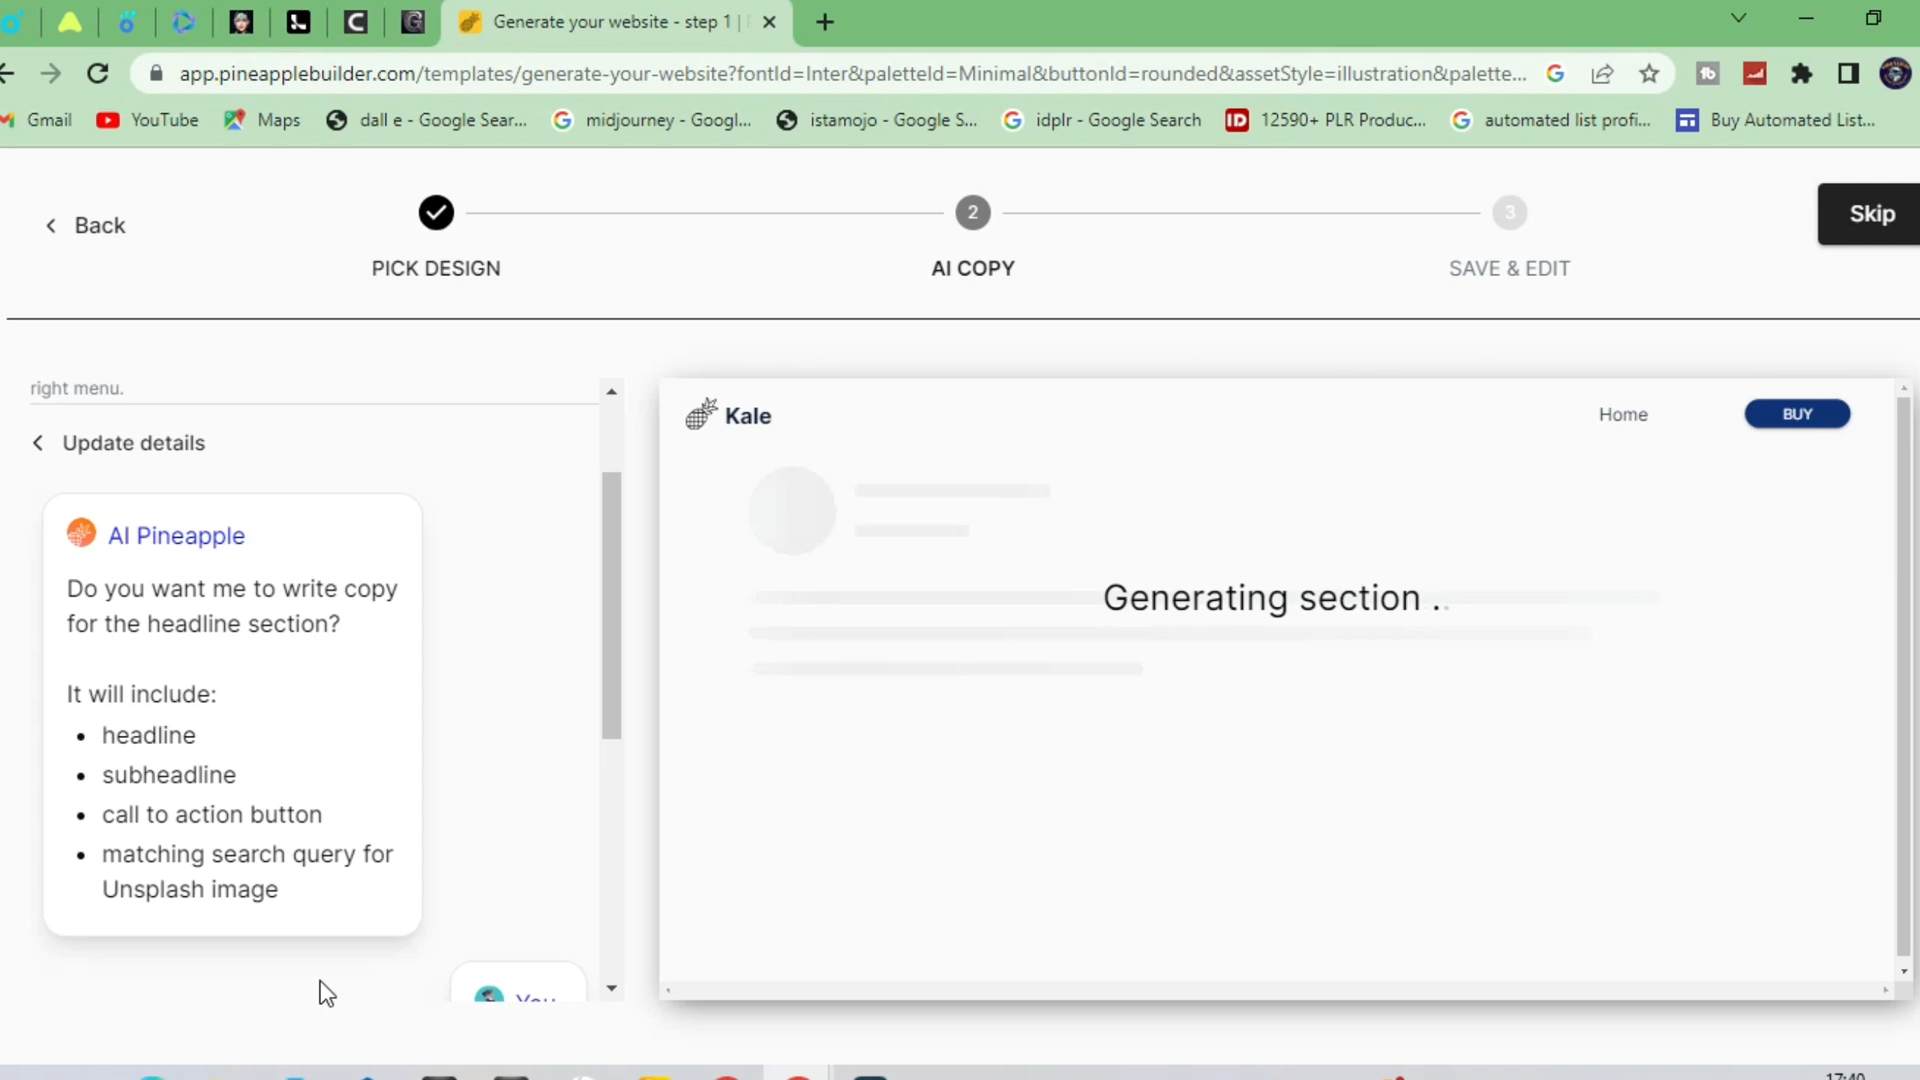 Generate your website - step 1 |
app.pineapplebuilder.com/templates/generate-your-website?fontId=Inter&paletteId=Minimal&buttonId=rounded&assetStyle=illustration&palette...
Gmail YouTube Maps dall e - Google Sear... midjourney - Googl... istamojo - Google S... idplr - Google Search ID 12590+ PLR Produc... automated list profi... Buy Automated List...
Back
2
3
Skip
PICK DESIGN
AI COPY
SAVE & EDIT
right menu.
Update details
AI Pineapple
Do you want me to write copy
for the headline section?
It will include:
• headline
• subheadline
• call to action button
• matching search query for
Unsplash image
You
Kale
Home
BUY
Generating section ..
17:40